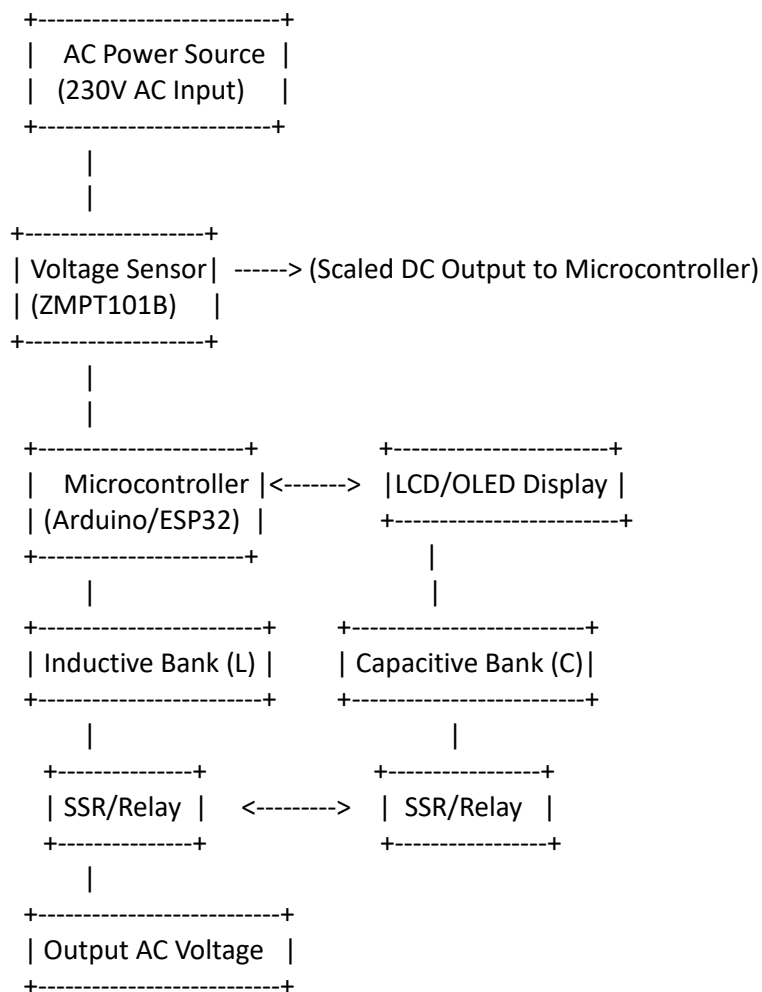 AC Power Source
(230V AC Input)
Voltage Sensor ------> (Scaled DC Output to Microcontroller)
(ZMPT101B)
Microcontroller <-------> LCD/OLED Display
(Arduino/ESP32)
Inductive Bank (L) Capacitive Bank (C)
SSR/Relay <---------> SSR/Relay
Output AC Voltage